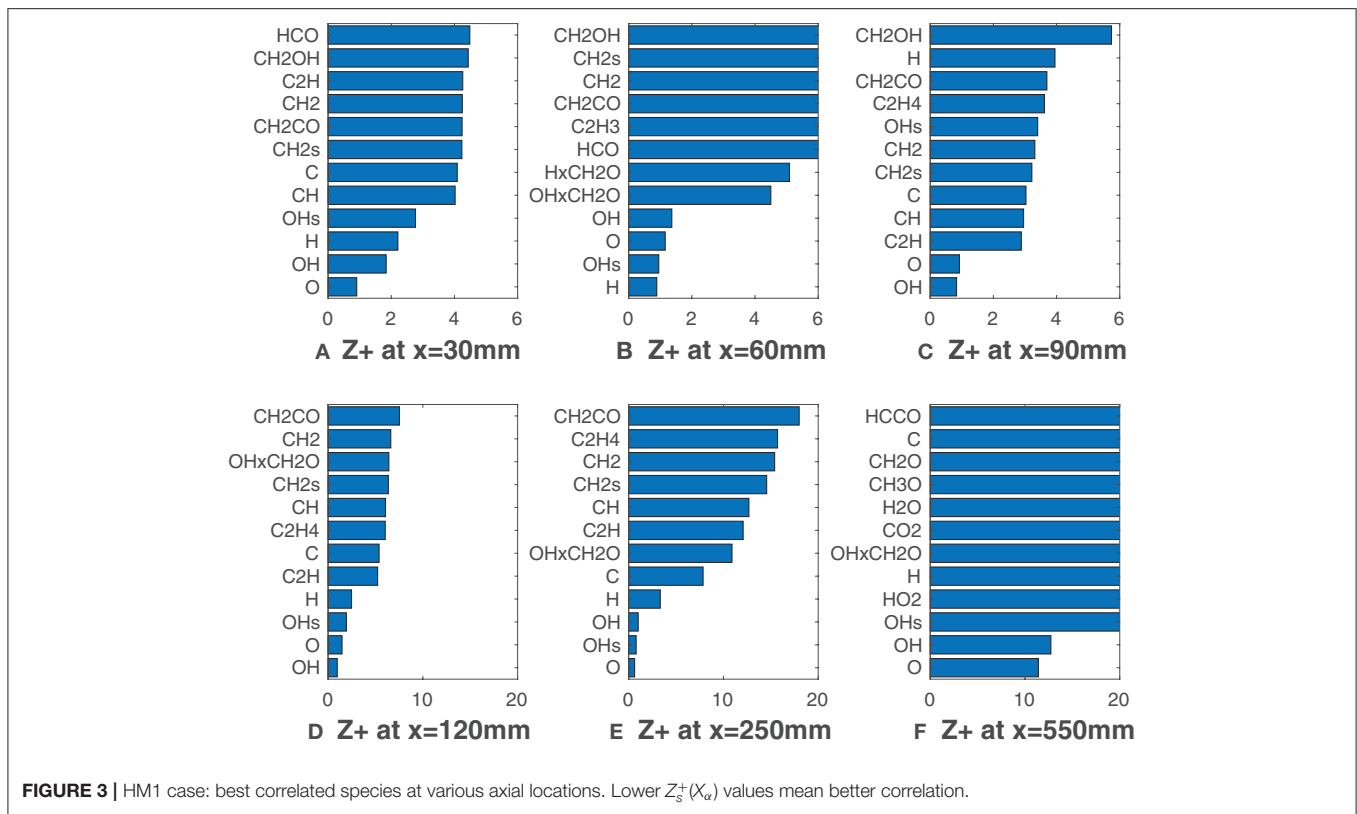 HCO
CH2OH
C2H
CH2
CH2CO
CH2s
C
CH
OHs
H
OH
O
0 2 4 6
A Z+ at x=30mm
CH2OH
CH2s
CH2
CH2CO
C2H3
HCO
HxCH2O
OHxCH2O
OH
O
OHs
H
0 2 4 6
B Z+ at x=60mm
CH2OH
H
CH2CO
C2H4
OHs
CH2
CH2s
C
CH
C2H
O
OH
0 2 4 6
C Z+ at x=90mm
CH2CO
CH2
OHxCH2O
CH2s
CH
C2H4
C
C2H
H
OHs
O
OH
0 10 20
D Z+ at x=120mm
CH2CO
C2H4
CH2
CH2s
CH
C2H
OHxCH2O
C
H
OH
OHs
O
0 10 20
E Z+ at x=250mm
HCCO
C
CH2O
CH3O
H2O
CO2
OHxCH2O
H
HO2
OHs
OH
O
0 10 20
F Z+ at x=550mm
FIGURE 3 | HM1 case: best correlated species at various axial locations. Lower Z_s^+(X_α) values mean better correlation.